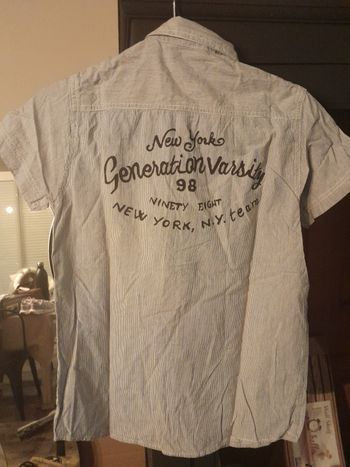 New York
Generation Varsity
98
NINETY EIGHT
NEW YORK, N.Y. team